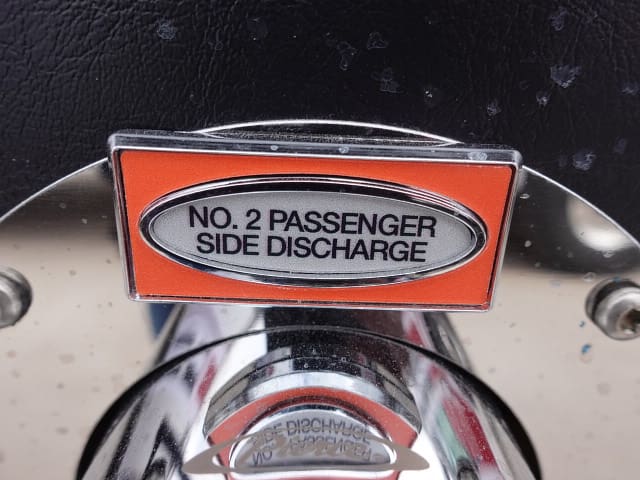 NO. 2 PASSENGER
SIDE DISCHARGE